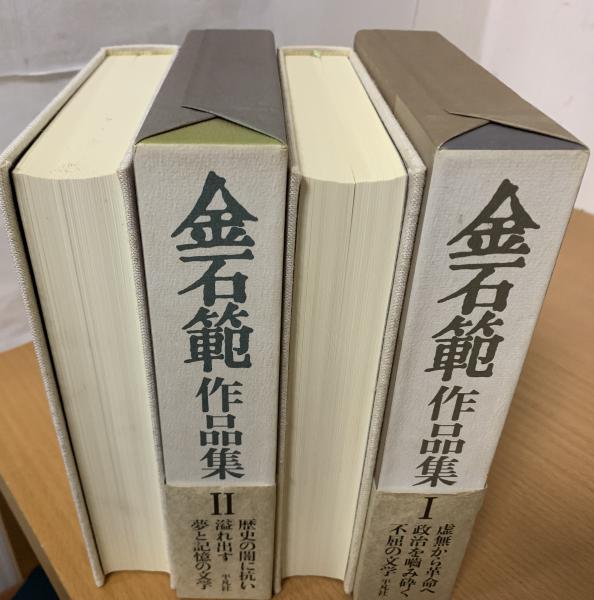 金石範
作品集
II
歴史の闇に抗い
溢れ出す
夢と記憶の文学
平凡社
金石範
作品集
I
虚無から革命へ
政治を嚙み砕く
不屈の文学
平凡社